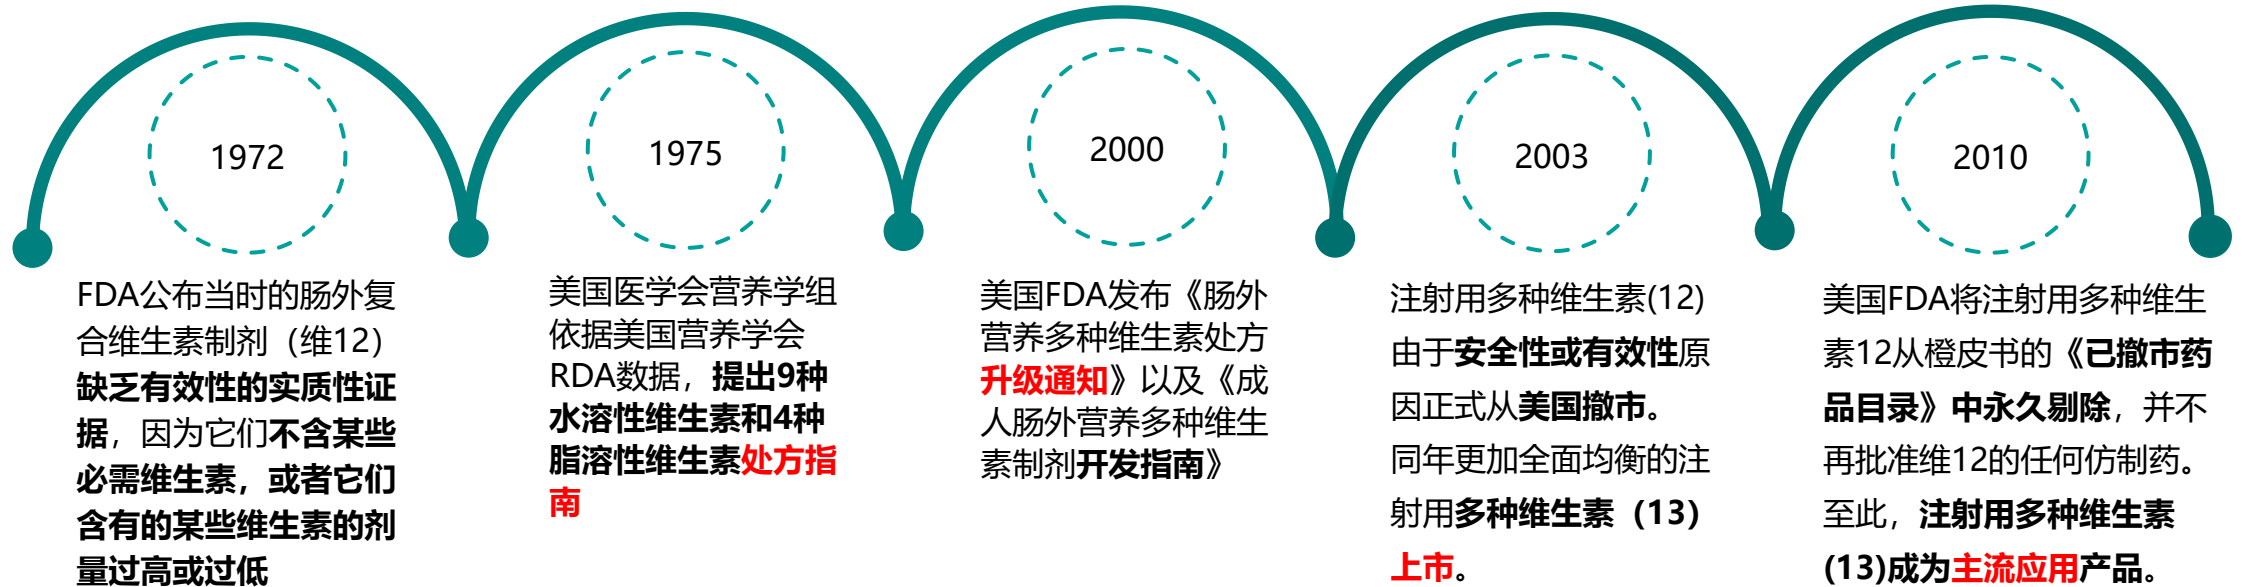 1972
FDA公布当时的肠外复
合维生素制剂（维12）
缺乏有效性的实质性证
据，因为它们不含某些
必需维生素，或者它们
含有的某些维生素的剂
量过高或过低
1975
美国医学会营养学组
依据美国营养学会
RDA数据，提出9种
水溶性维生素和4种
脂溶性维生素处方指
南
2000
美国FDA发布《肠外
营养多种维生素处方
升级通知》以及《成
人肠外营养多种维生
素制剂开发指南》
2003
注射用多种维生素(12)
由于安全性或有效性原
因正式从美国撤市。
同年更加全面均衡的注
射用多种维生素（13）
上市。
2010
美国FDA将注射用多种维生
素12从橙皮书的《已撤市药
品目录》中永久剔除，并不
再批准维12的任何仿制药。
至此，注射用多种维生素
(13)成为主流应用产品。